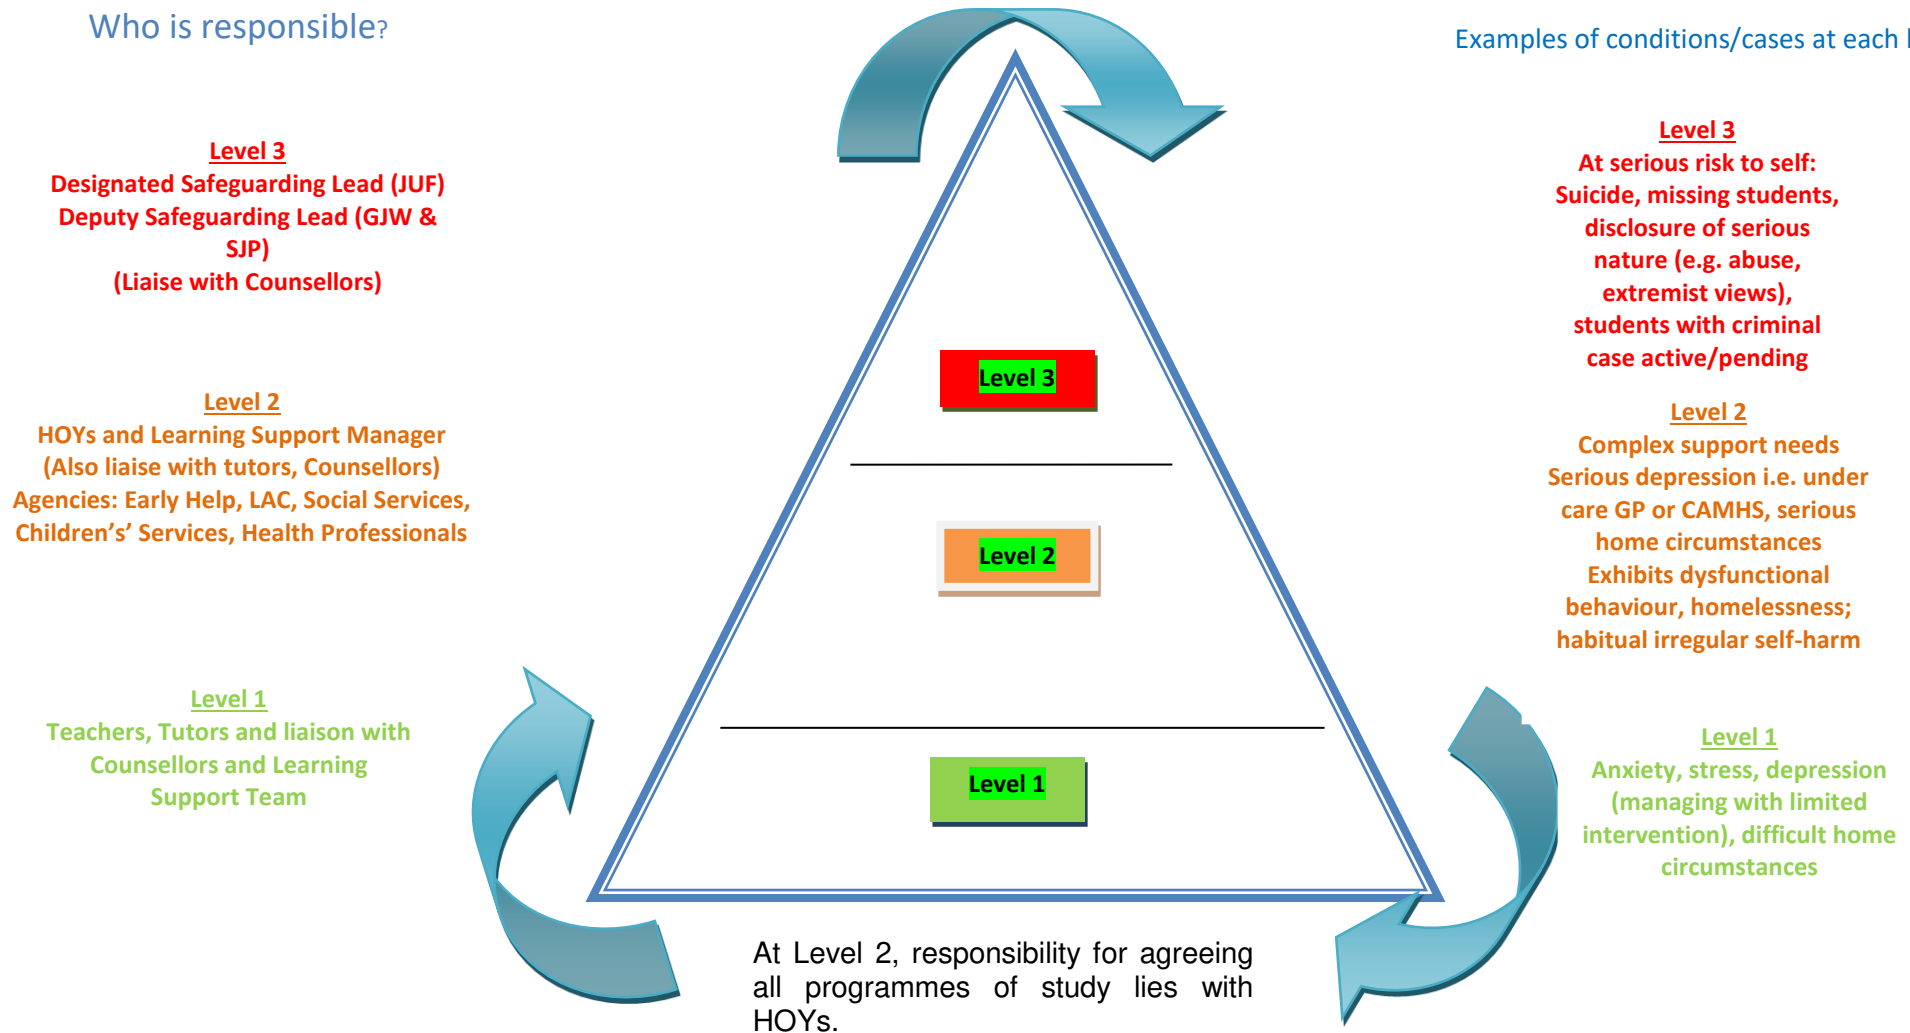 Who is responsible?
Examples of conditions/cases at each
Level 3
Designated Safeguarding Lead (JUF)
Deputy Safeguarding Lead (GJW &
SJP)
(Liaise with Counsellors)
Level 2
HOYs and Learning Support Manager
(Also liaise with tutors, Counsellors)
Agencies: Early Help, LAC, Social Services,
Children’s’ Services, Health Professionals
Level 1
Teachers, Tutors and liaison with
Counsellors and Learning
Support Team
Level 3
Level 2
Level 1
Level 3
At serious risk to self:
Suicide, missing students,
disclosure of serious
nature (e.g. abuse,
extremist views),
students with criminal
case active/pending
Level 2
Complex support needs
Serious depression i.e. under
care GP or CAMHS, serious
home circumstances
Exhibits dysfunctional
behaviour, homelessness;
habitual irregular self-harm
Level 1
Anxiety, stress, depression
(managing with limited
intervention), difficult home
circumstances
At Level 2, responsibility for agreeing
all programmes of study lies with
HOYs.